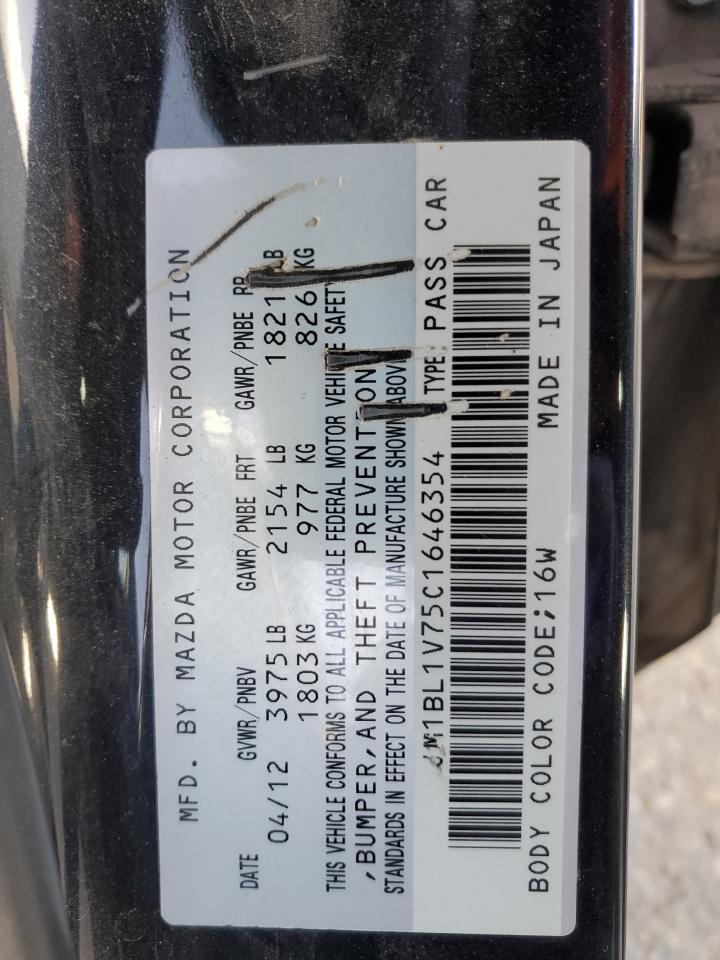 MFD. BY MAZDA MOTOR CORPORATION
DATE GVWR/PNBV GAWR/PNBE FRT GAWR/PNBE RR
04/12 3975 LB 2154 LB 1821 LB
1803 KG 977 KG 826 KG
THIS VEHICLE CONFORMS TO ALL APPLICABLE FEDERAL MOTOR VEHICLE SAFETY
,BUMPER,AND THEFT PREVENTION
STANDARDS IN EFFECT ON THE DATE OF MANUFACTURE SHOWN ABOVE
JM1BL1V75C1646354 TYPE PASS CAR
BODY COLOR CODE;16W MADE IN JAPAN